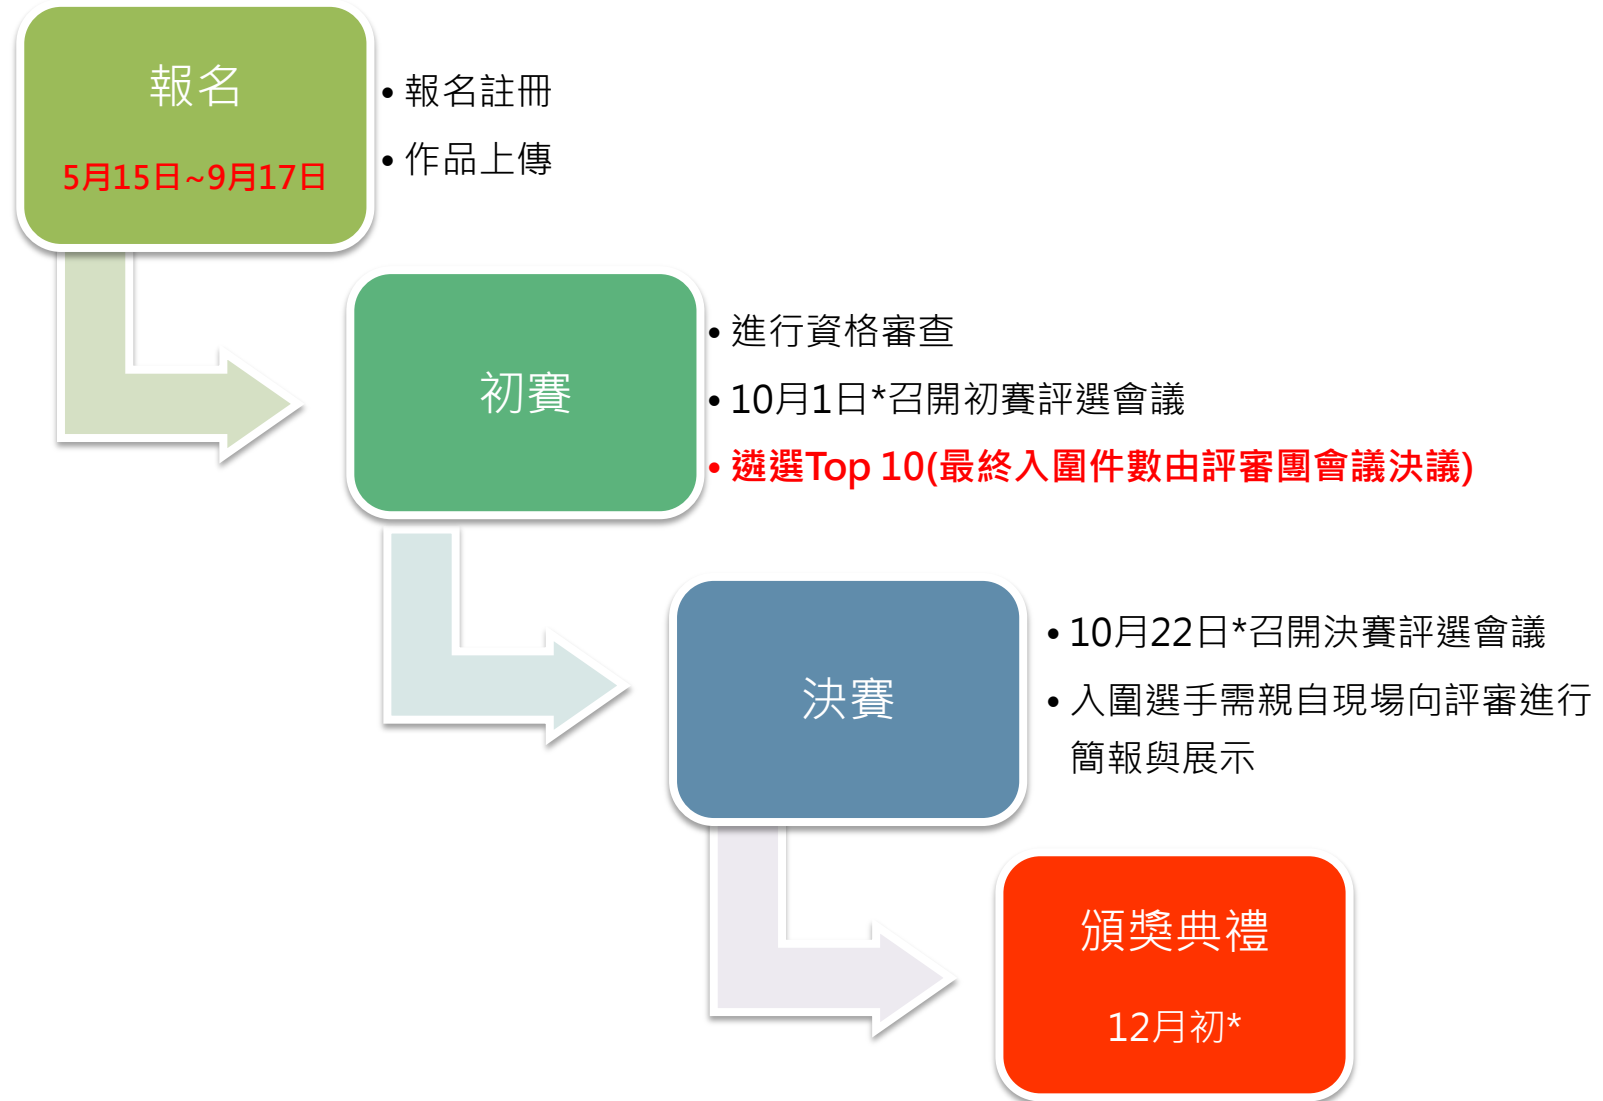 報名
5月15日~9月17日
• 報名註冊
• 作品上傳
初賽
• 進行資格審查
• 10月1日*召開初賽評選會議
• 遴選Top 10(最終入圍件數由評審團會議決議)
決賽
• 10月22日*召開決賽評選會議
• 入圍選手需親自現場向評審進行
簡報與展示
頒獎典禮
12月初*